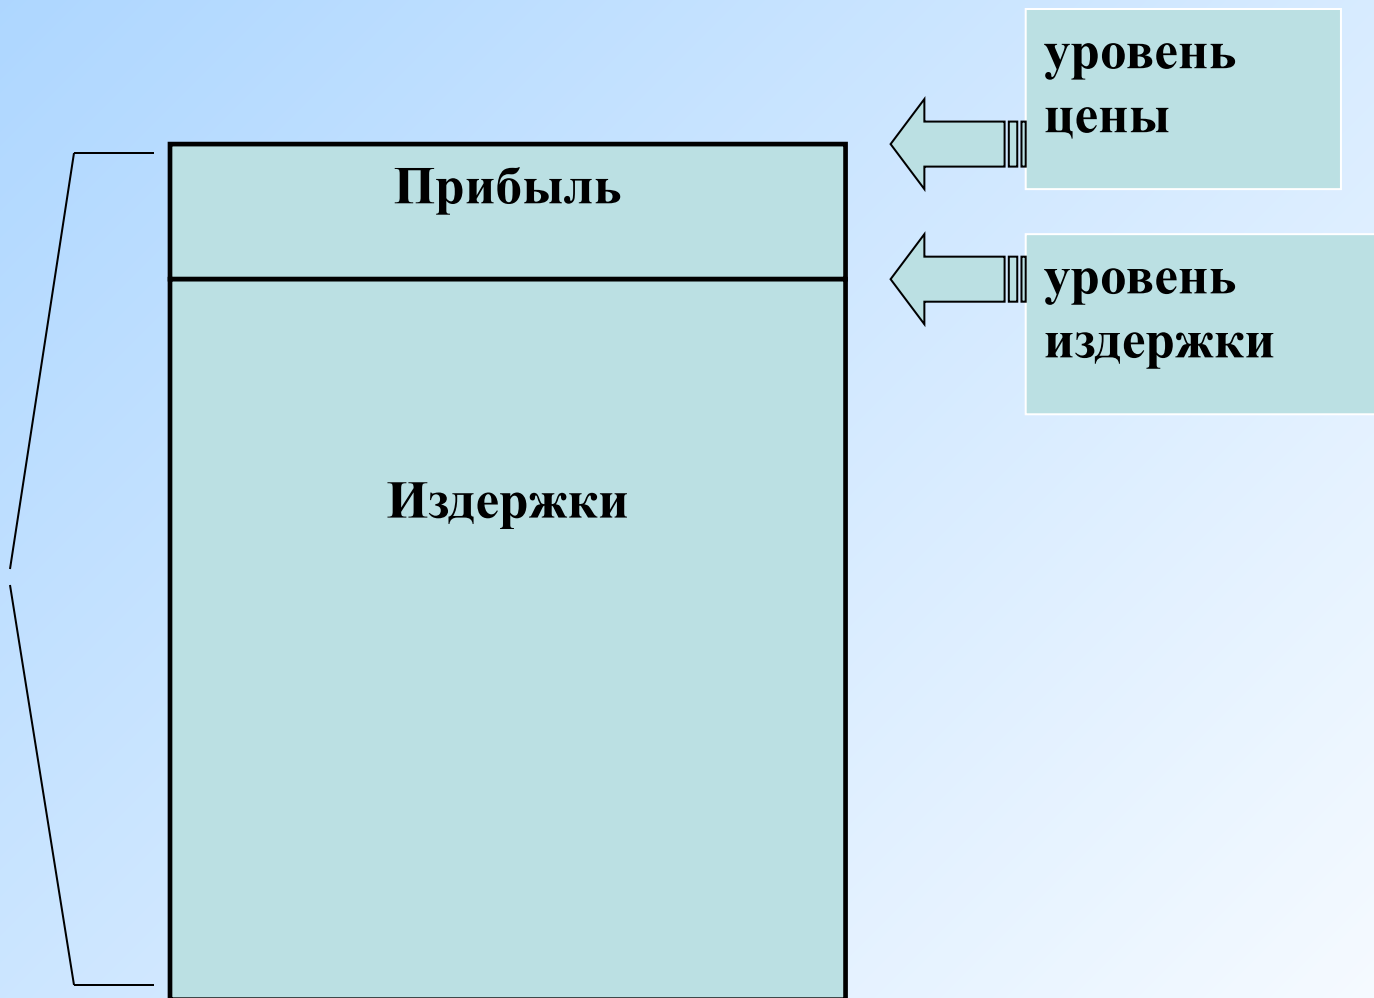 уровень
цены
Прибыль
уровень
издержки
Издержки